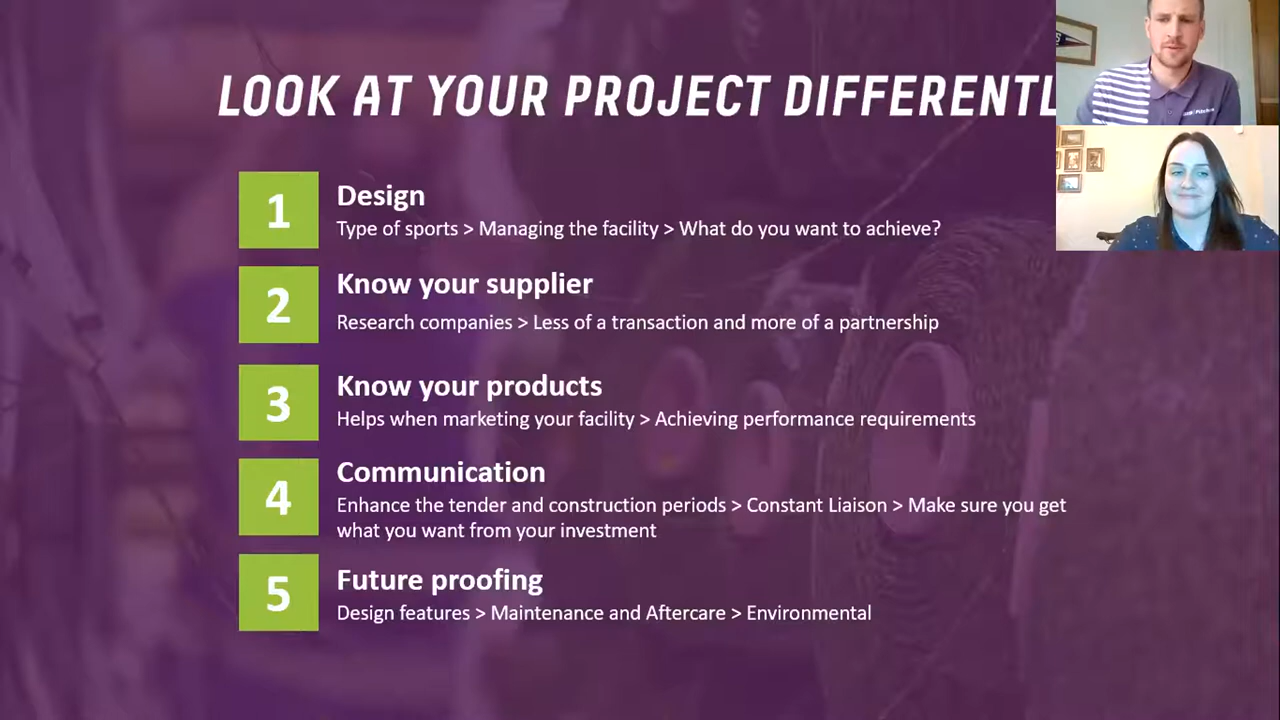 LOOK AT YOUR PROJECT DIFFERENTL
1
Design
Type of sports > Managing the facility > What do you want to achieve?
2
Know your supplier
Research companies > Less of a transaction and more of a partnership
3
Know your products
Helps when marketing your facility > Achieving performance requirements
4
Communication
Enhance the tender and construction periods > Constant Liaison > Make sure you get
what you want from your investment
5
Future proofing
Design features > Maintenance and Aftercare > Environmental